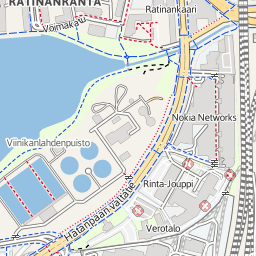 RATINANRANTA
Ratinankaari
Voimakatu
Nokia Networks
Viinikanlahdenpuisto
Rinta-Jouppi
Hatanpään valtatie
Verotalo